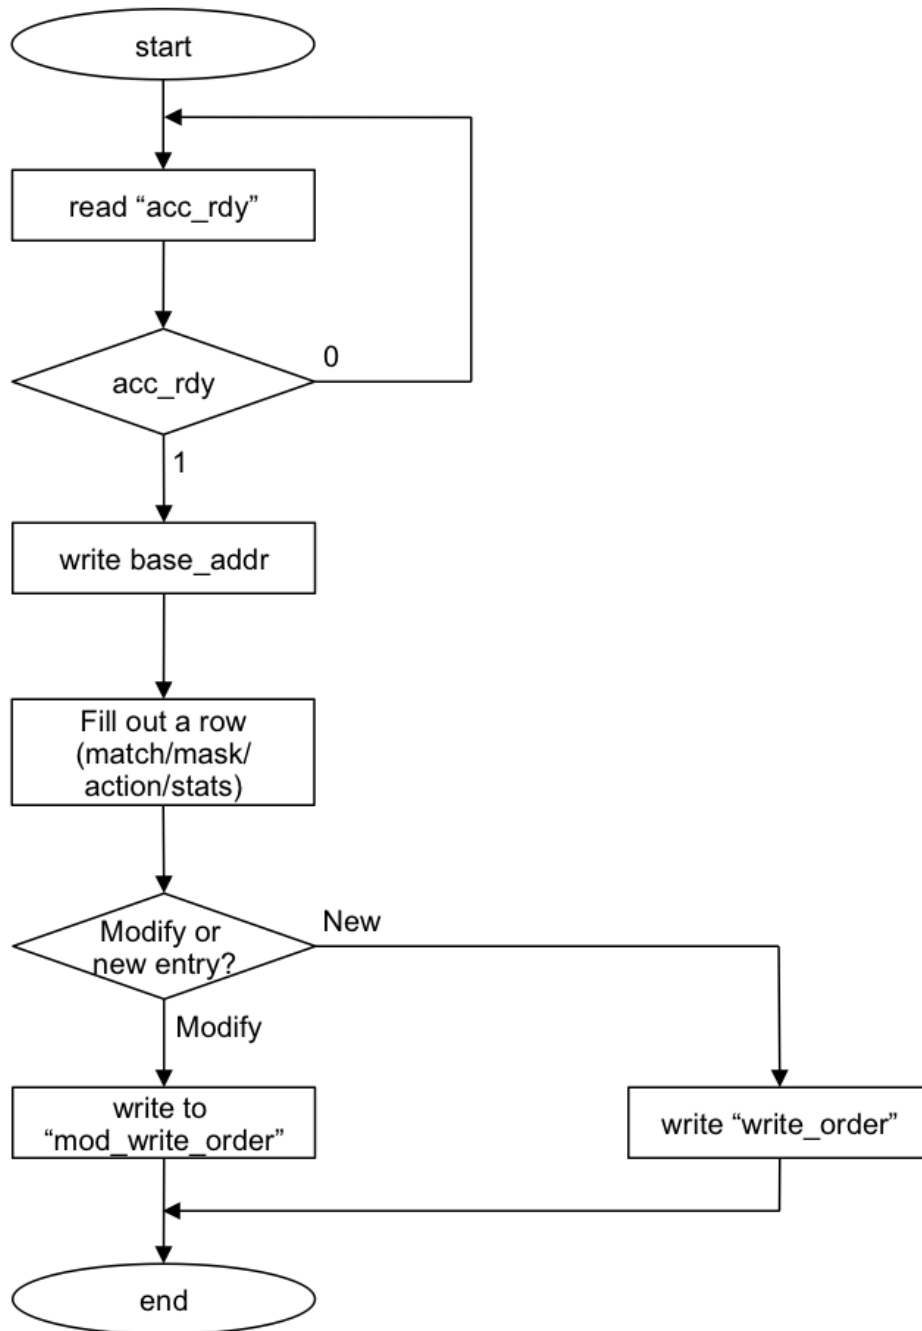 start
read “acc_rdy”
acc_rdy
0
1
write base_addr
Fill out a row
(match/mask/
action/stats)
Modify or
new entry?
New
Modify
write to
“mod_write_order”
write “write_order”
end